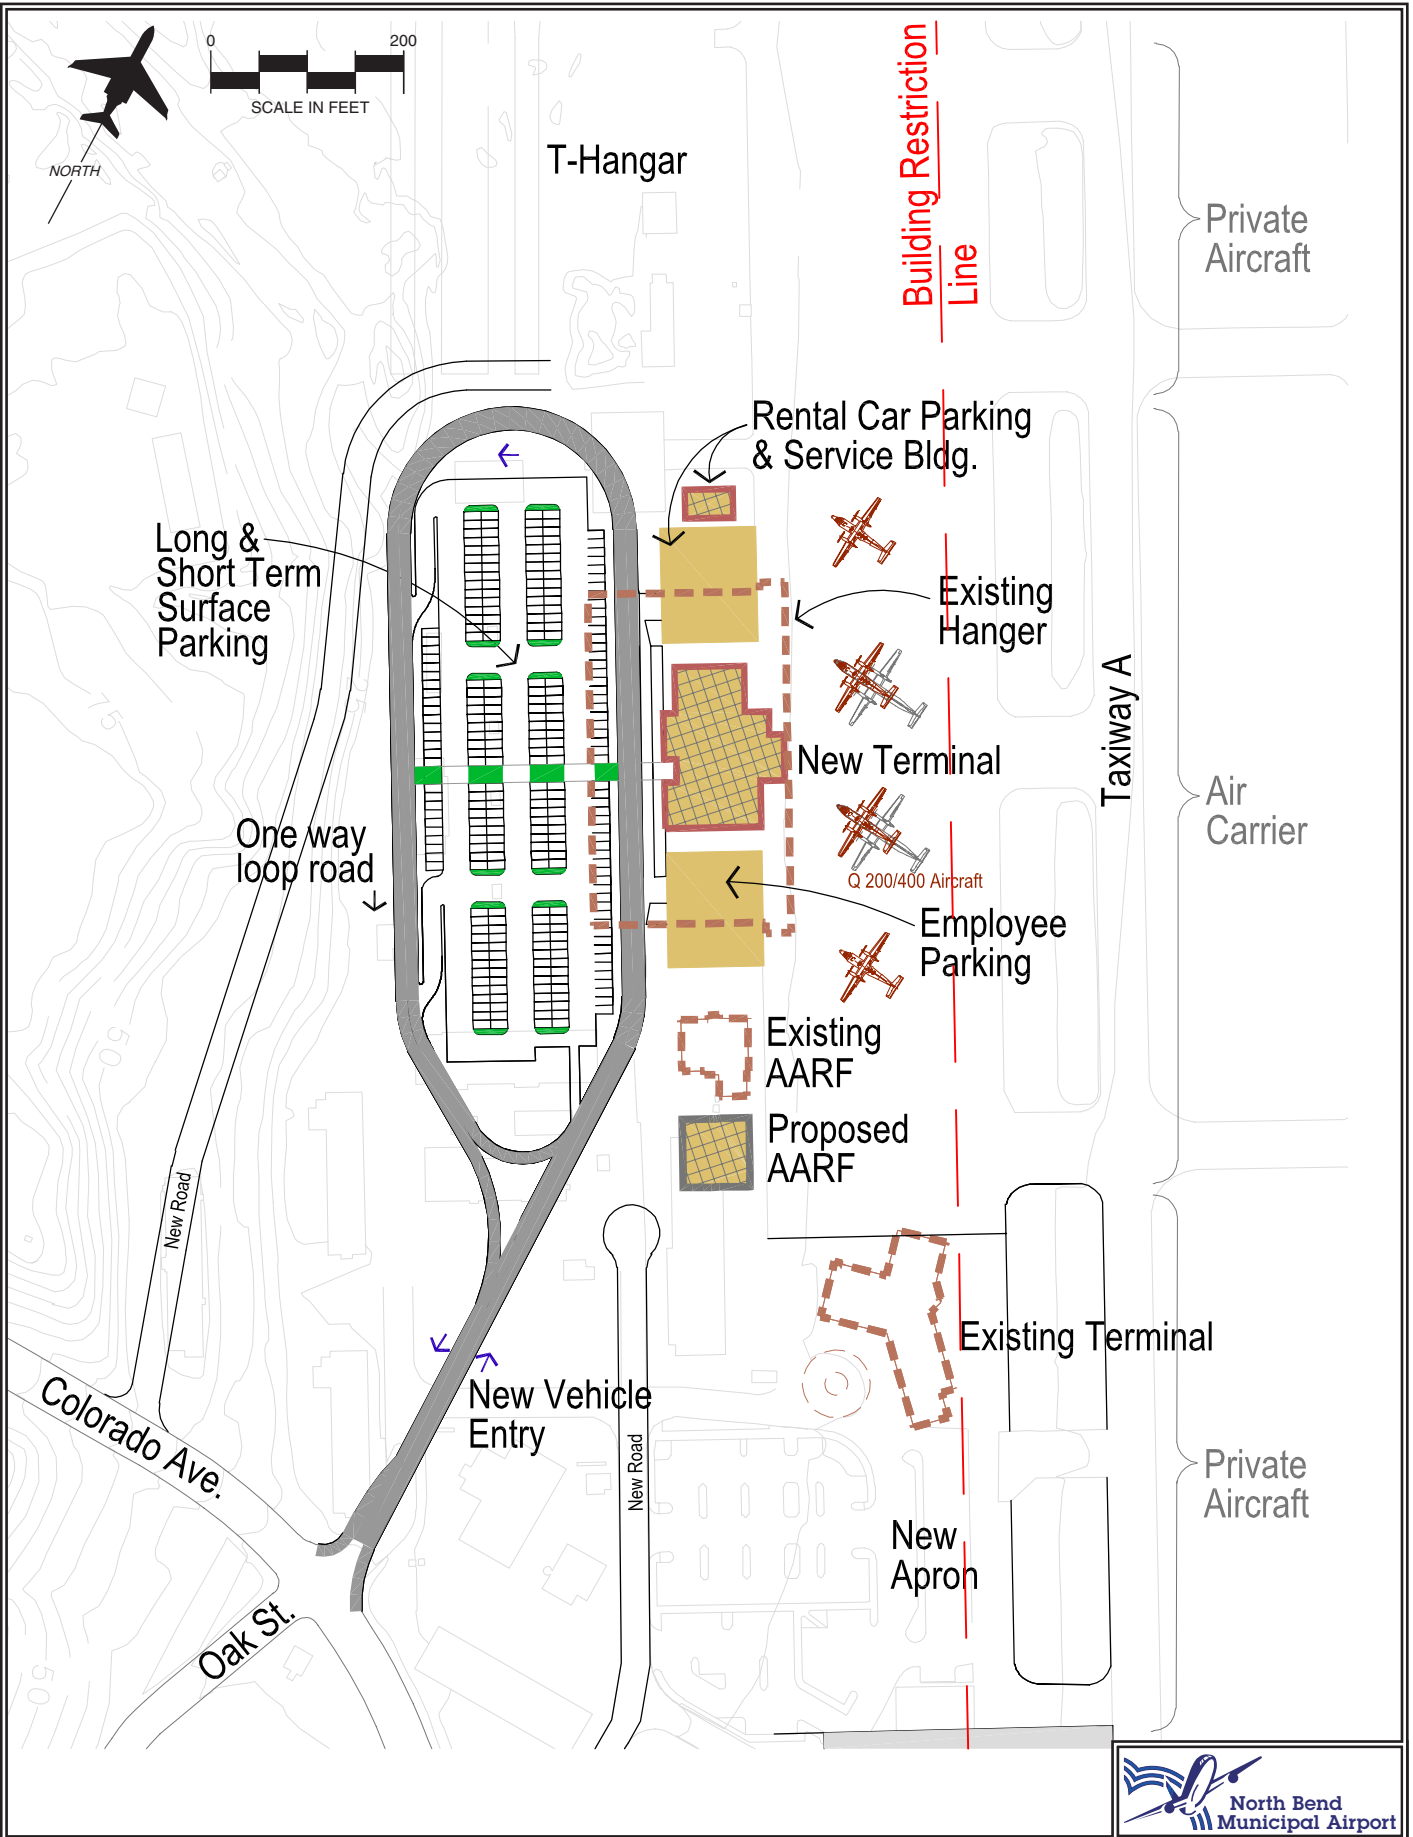 0 200
SCALE IN FEET
NORTH
T-Hangar
Building Restriction
Line
Private
Aircraft
Rental Car Parking
& Service Bldg.
Long &
Short Term
Surface
Parking
Existing
Hanger
Taxiway A
New Terminal
Air
Carrier
One way
loop road
Q 200/400 Aircraft
Employee
Parking
Existing
AARF
Proposed
AARF
New Road
Existing Terminal
New Vehicle
Entry
Colorado Ave.
New Road
Private
Aircraft
New
Apron
Oak St.
75
50
50
North Bend
Municipal Airport